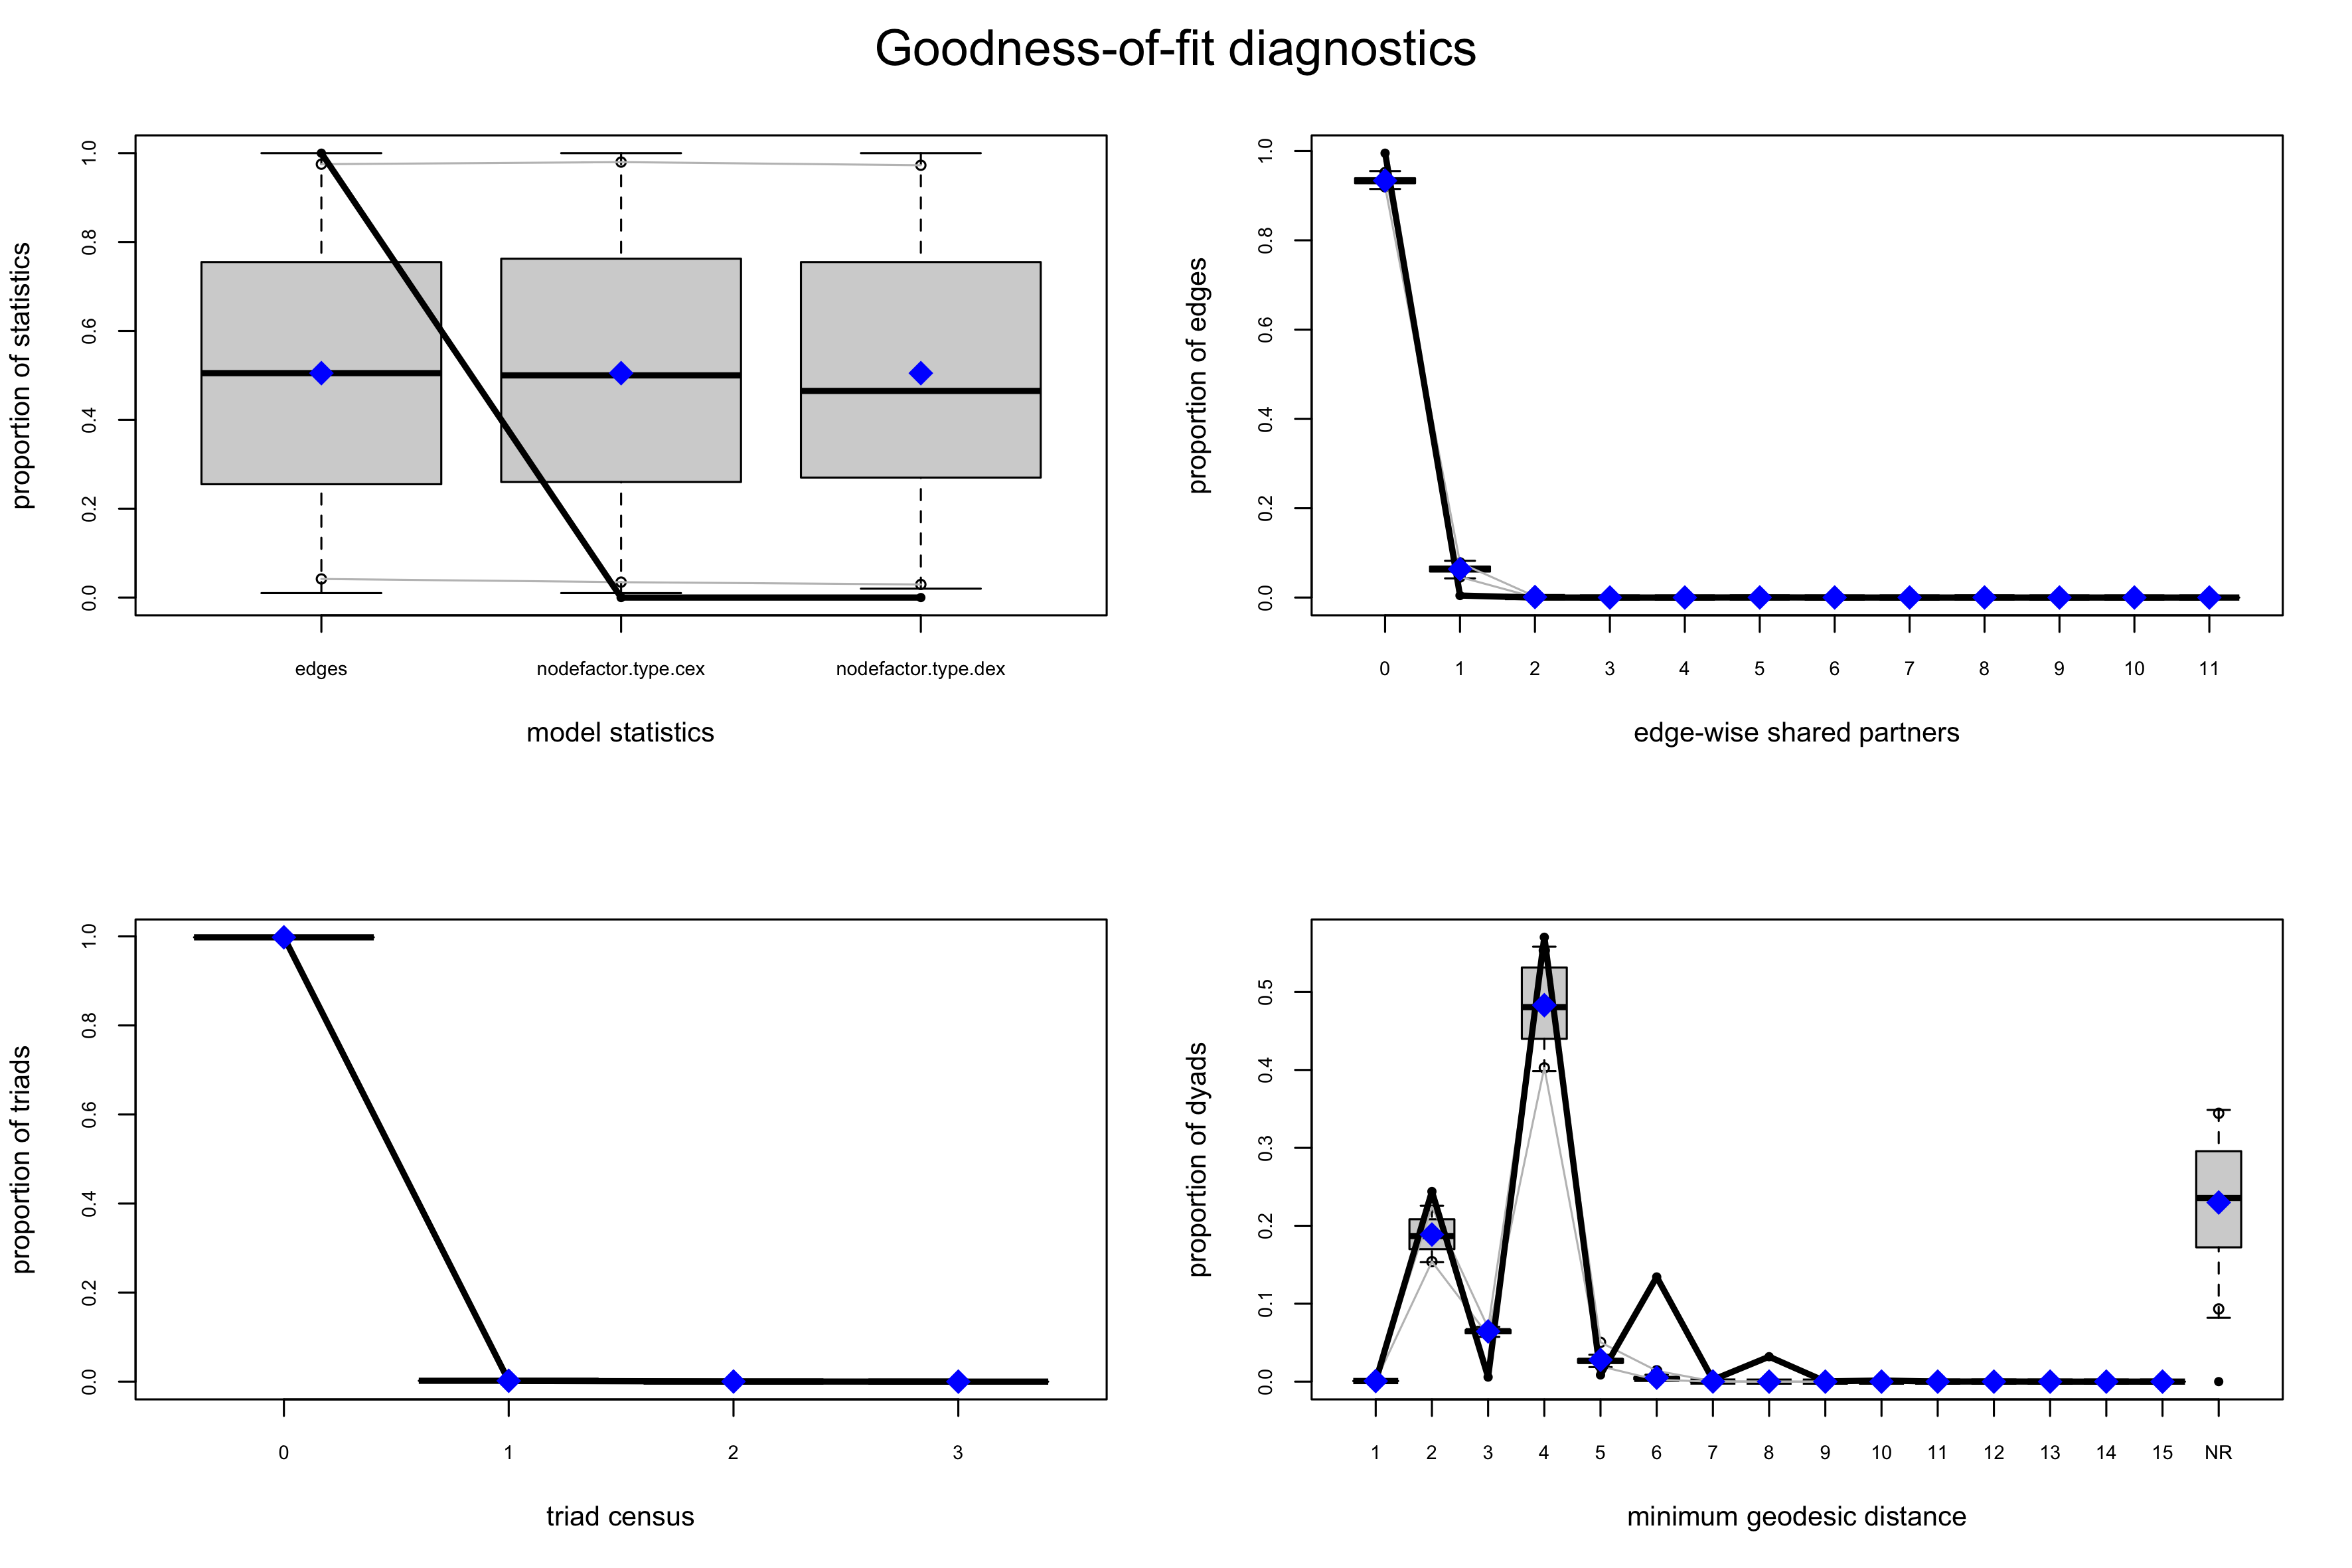 Goodness-of-fit diagnostics
proportion of statistics
0.0 0.2 0.4 0.6 0.8 1.0
edges nodefactor.type.cex nodefactor.type.dex
model statistics
proportion of edges
0.0 0.2 0.4 0.6 0.8 1.0
0 1 2 3 4 5 6 7 8 9 10 11
edge-wise shared partners
proportion of triads
0.0 0.2 0.4 0.6 0.8 1.0
0 1 2 3
triad census
proportion of dyads
0.0 0.1 0.2 0.3 0.4 0.5
1 2 3 4 5 6 7 8 9 10 11 12 13 14 15 NR
minimum geodesic distance